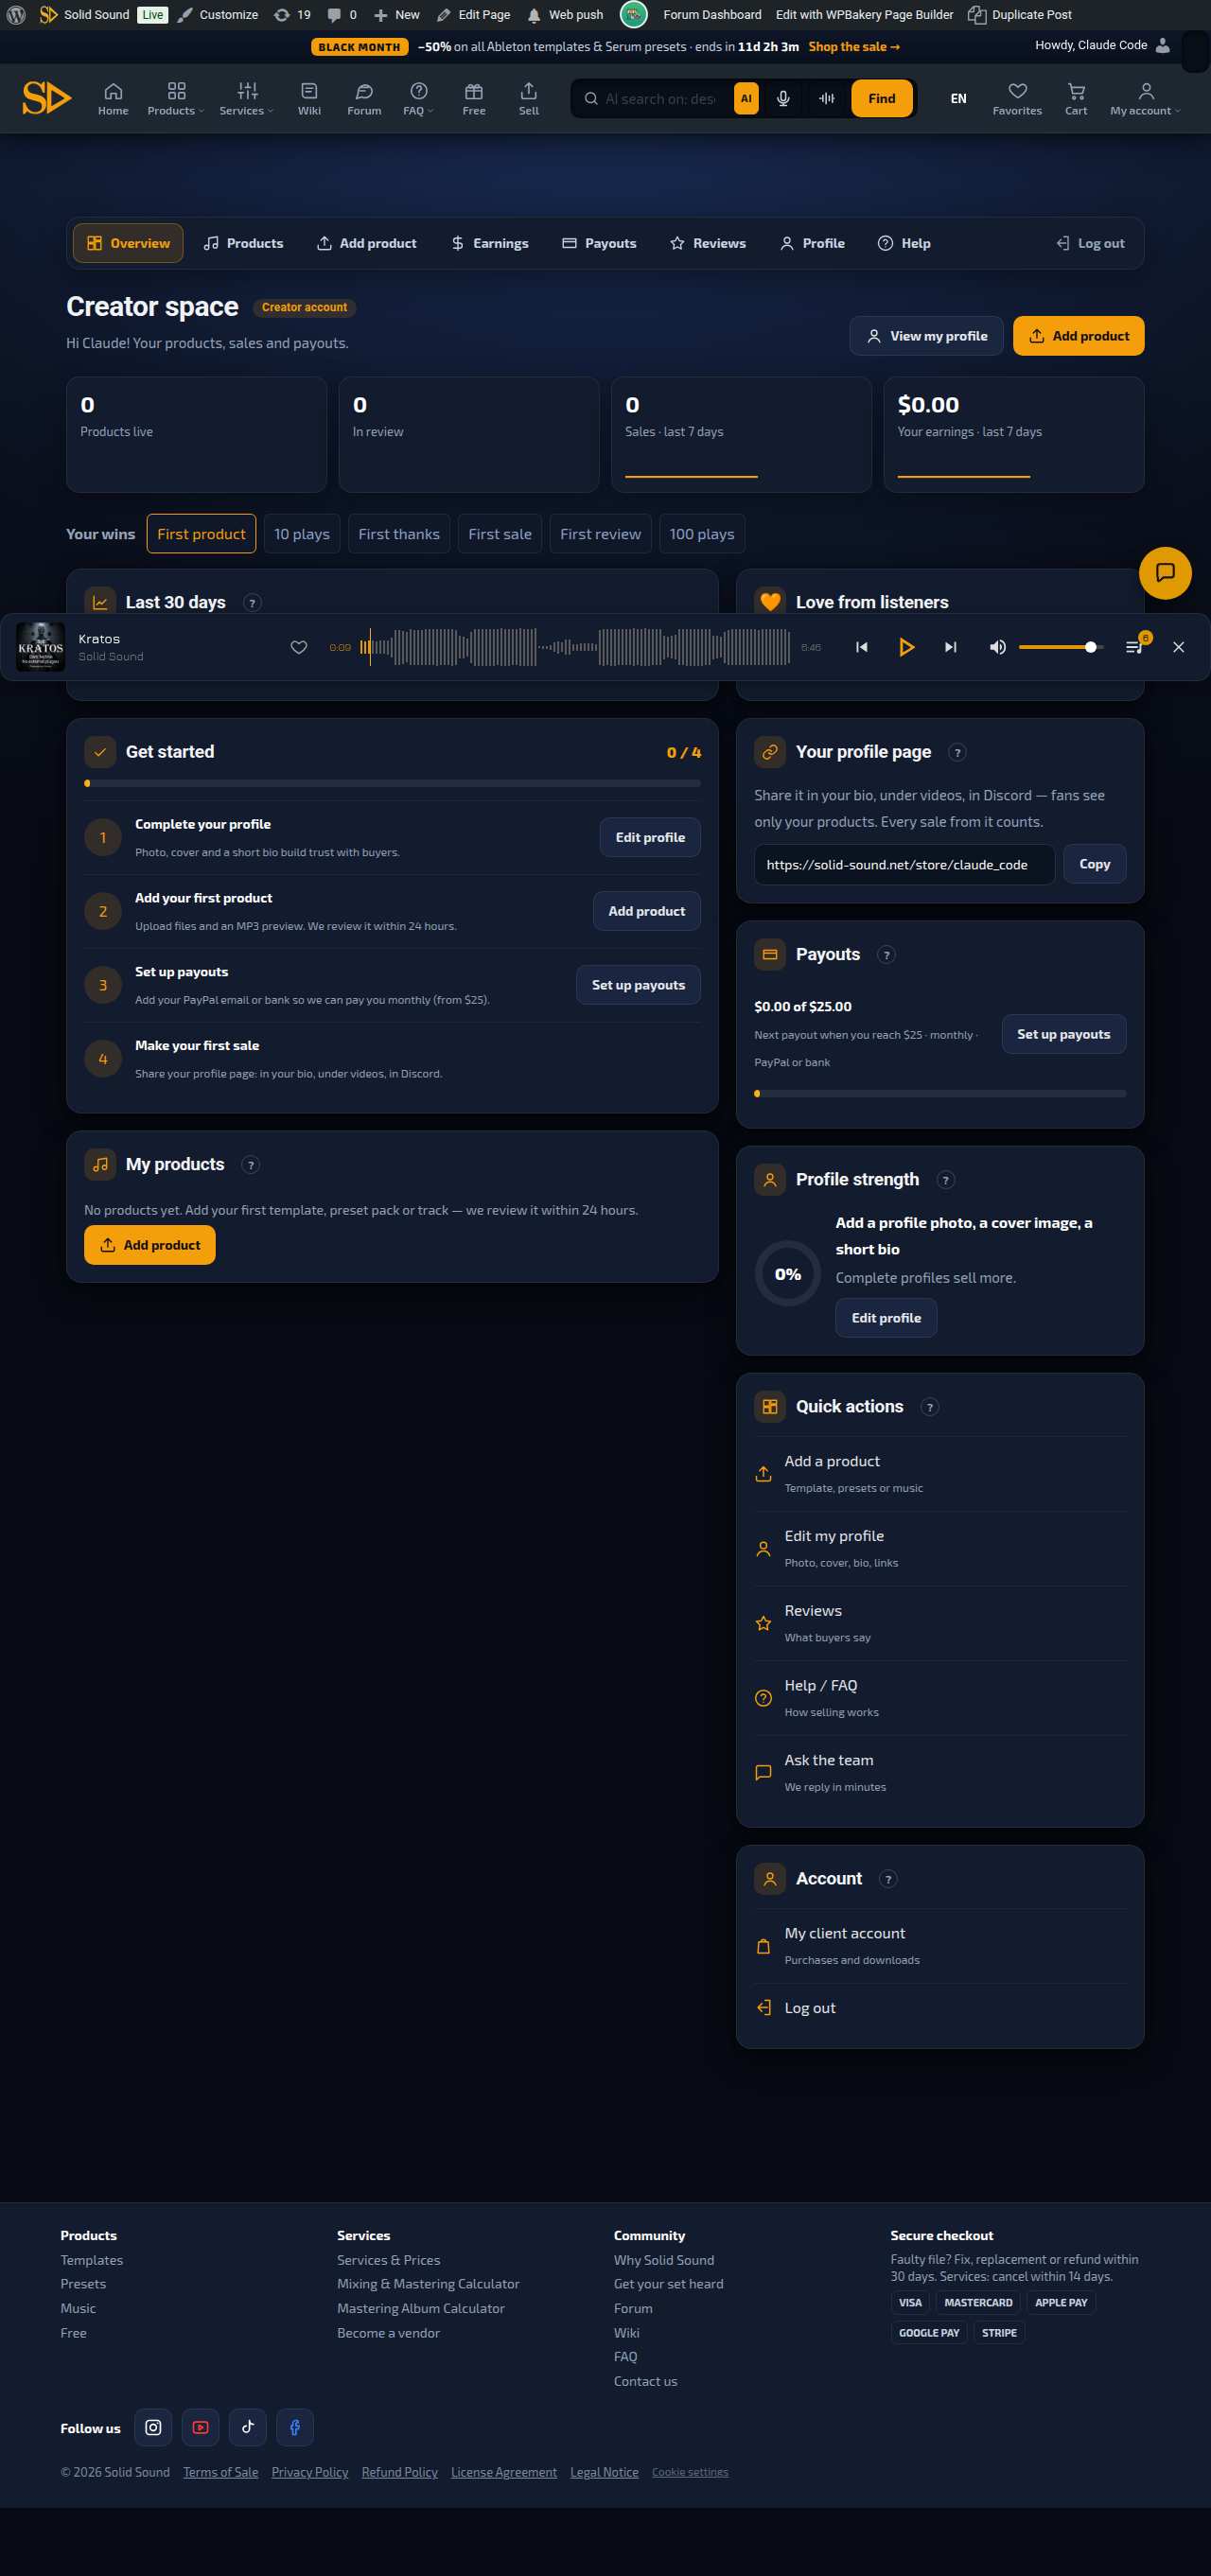 Solid Sound Live Customize 19 0 New Edit Page Web push Forum Dashboard Edit with WPBakery Page Builder Duplicate Post
BLACK MONTH −50% on all Ableton templates & Serum presets · ends in 11d 2h 3m Shop the sale →
Howdy, Claude Code
Home Products Services Wiki Forum FAQ Free Sell
AI search on: des AI Find
EN Favorites Cart My account
Overview Products Add product Earnings Payouts Reviews Profile Help Log out
Creator space Creator account
Hi Claude! Your products, sales and payouts.
View my profile Add product
0
Products live
0
In review
0
Sales · last 7 days
$0.00
Your earnings · last 7 days
Your wins First product 10 plays First thanks First sale First review 100 plays
Last 30 days ?
Love from listeners
KRATOS
Kratos
Solid Sound
0:09
6:46
6
Get started 0 / 4
1
Complete your profile
Photo, cover and a short bio build trust with buyers.
Edit profile
2
Add your first product
Upload files and an MP3 preview. We review it within 24 hours.
Add product
3
Set up payouts
Add your PayPal email or bank so we can pay you monthly (from $25).
Set up payouts
4
Make your first sale
Share your profile page: in your bio, under videos, in Discord.
My products ?
No products yet. Add your first template, preset pack or track — we review it within 24 hours.
Add product
Your profile page ?
Share it in your bio, under videos, in Discord — fans see
only your products. Every sale from it counts.
https://solid-sound.net/store/claude_code Copy
Payouts ?
$0.00 of $25.00
Next payout when you reach $25 · monthly ·
PayPal or bank
Set up payouts
Profile strength ?
0%
Add a profile photo, a cover image, a
short bio
Complete profiles sell more.
Edit profile
Quick actions ?
Add a product
Template, presets or music
Edit my profile
Photo, cover, bio, links
Reviews
What buyers say
Help / FAQ
How selling works
Ask the team
We reply in minutes
Account ?
My client account
Purchases and downloads
Log out
Products
Templates
Presets
Music
Free
Services
Services & Prices
Mixing & Mastering Calculator
Mastering Album Calculator
Become a vendor
Community
Why Solid Sound
Get your set heard
Forum
Wiki
FAQ
Contact us
Secure checkout
Faulty file? Fix, replacement or refund within
30 days. Services: cancel within 14 days.
VISA MASTERCARD APPLE PAY
GOOGLE PAY STRIPE
Follow us
© 2026 Solid Sound Terms of Sale Privacy Policy Refund Policy License Agreement Legal Notice Cookie settings